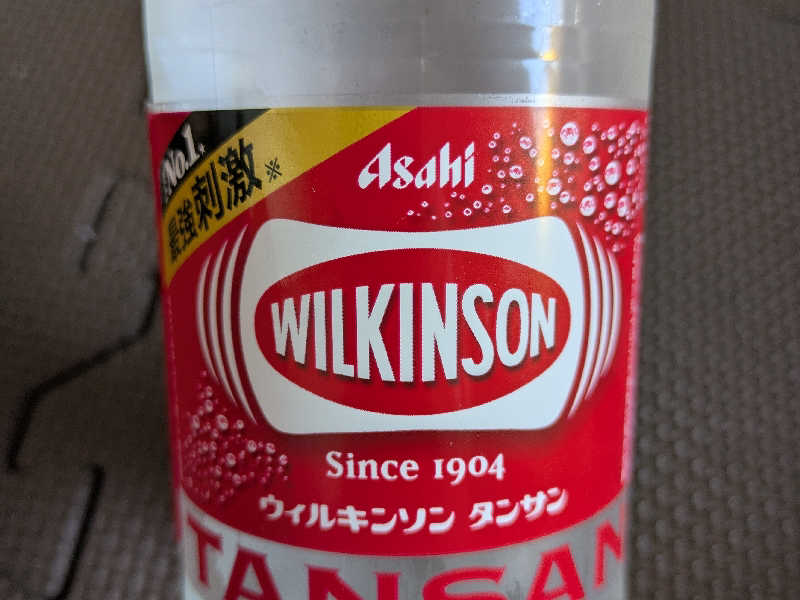 No.1
最強刺激※
Asahi
WILKINSON
Since 1904
ウィルキンソン タンサン
TANSAN